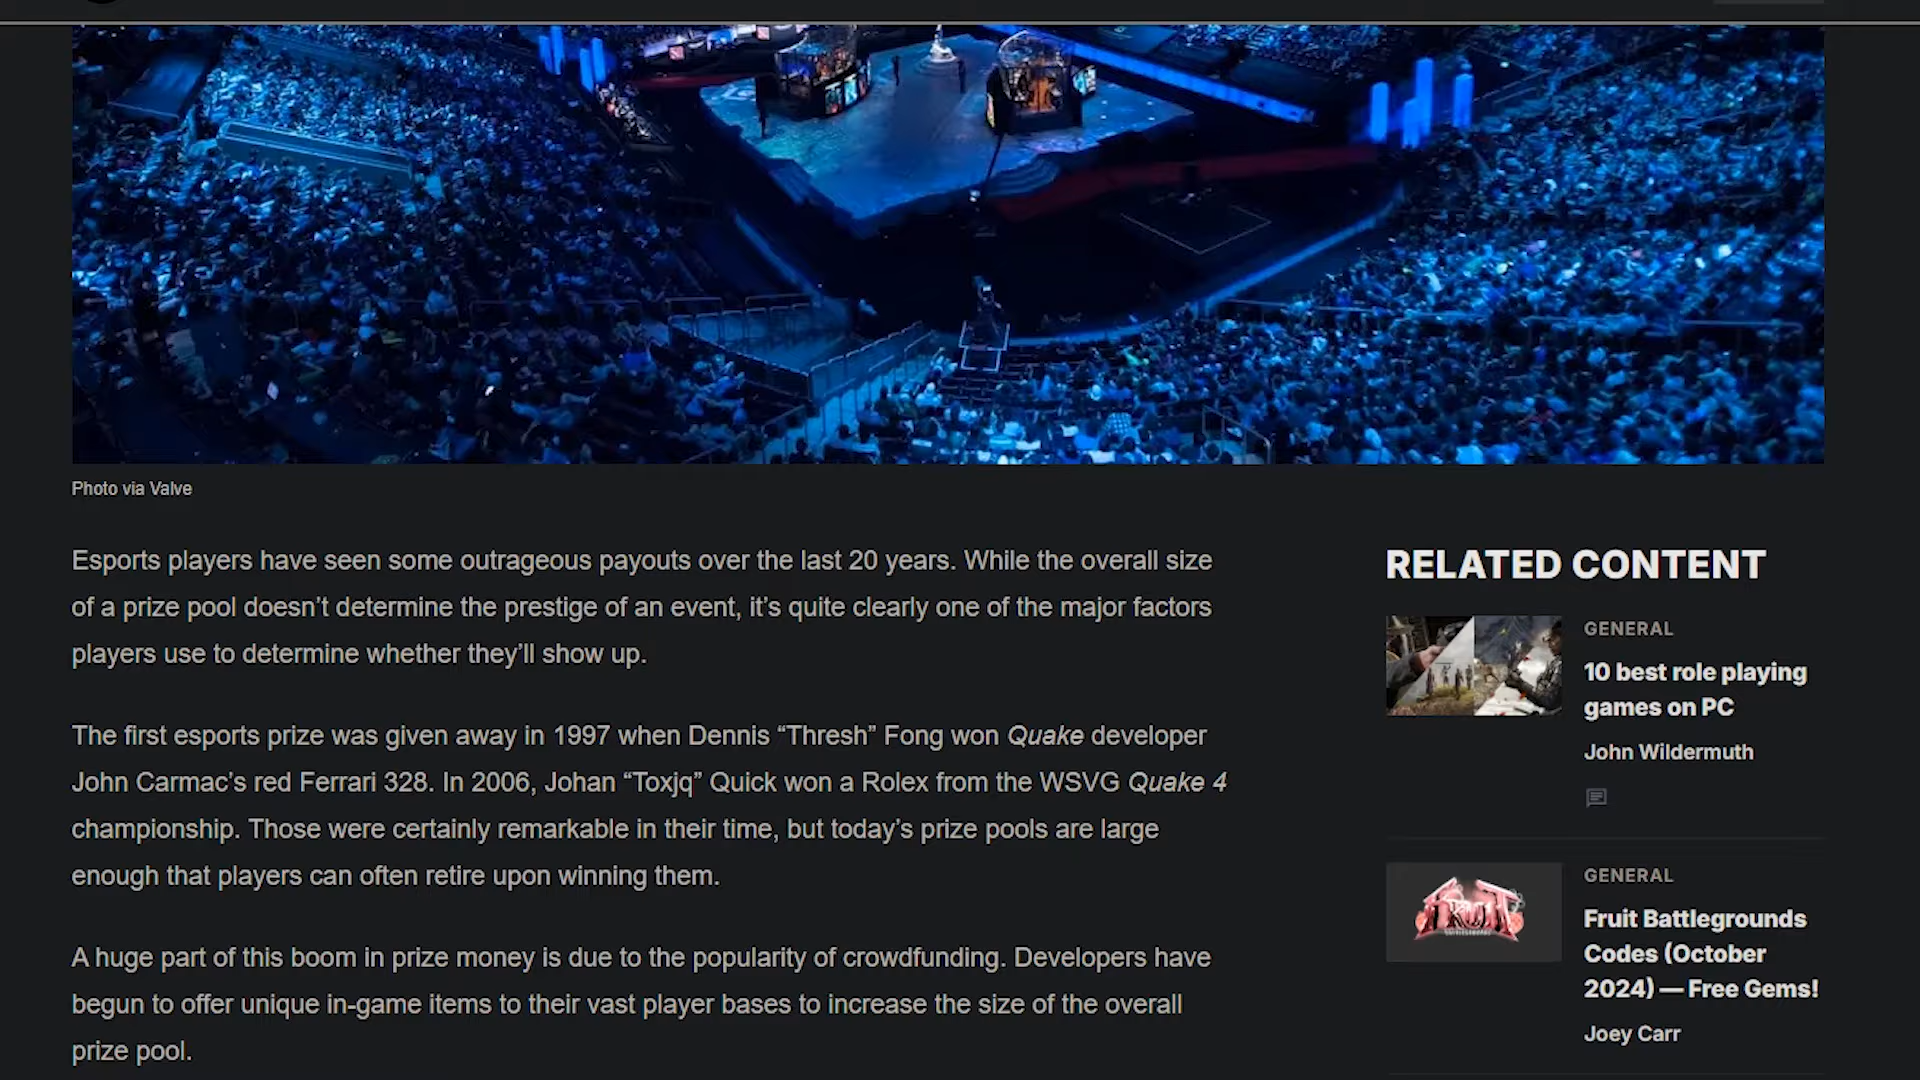 Photo via Valve
Esports players have seen some outrageous payouts over the last 20 years. While the overall size
of a prize pool doesn’t determine the prestige of an event, it’s quite clearly one of the major factors
players use to determine whether they’ll show up.
The first esports prize was given away in 1997 when Dennis “Thresh” Fong won Quake developer
John Carmac’s red Ferrari 328. In 2006, Johan “Toxjq” Quick won a Rolex from the WSVG Quake 4
championship. Those were certainly remarkable in their time, but today’s prize pools are large
enough that players can often retire upon winning them.
A huge part of this boom in prize money is due to the popularity of crowdfunding. Developers have
begun to offer unique in-game items to their vast player bases to increase the size of the overall
prize pool.
RELATED CONTENT
GENERAL
10 best role playing
games on PC
John Wildermuth
FRUIT
BATTLEGROUNDS
GENERAL
Fruit Battlegrounds
Codes (October
2024) — Free Gems!
Joey Carr